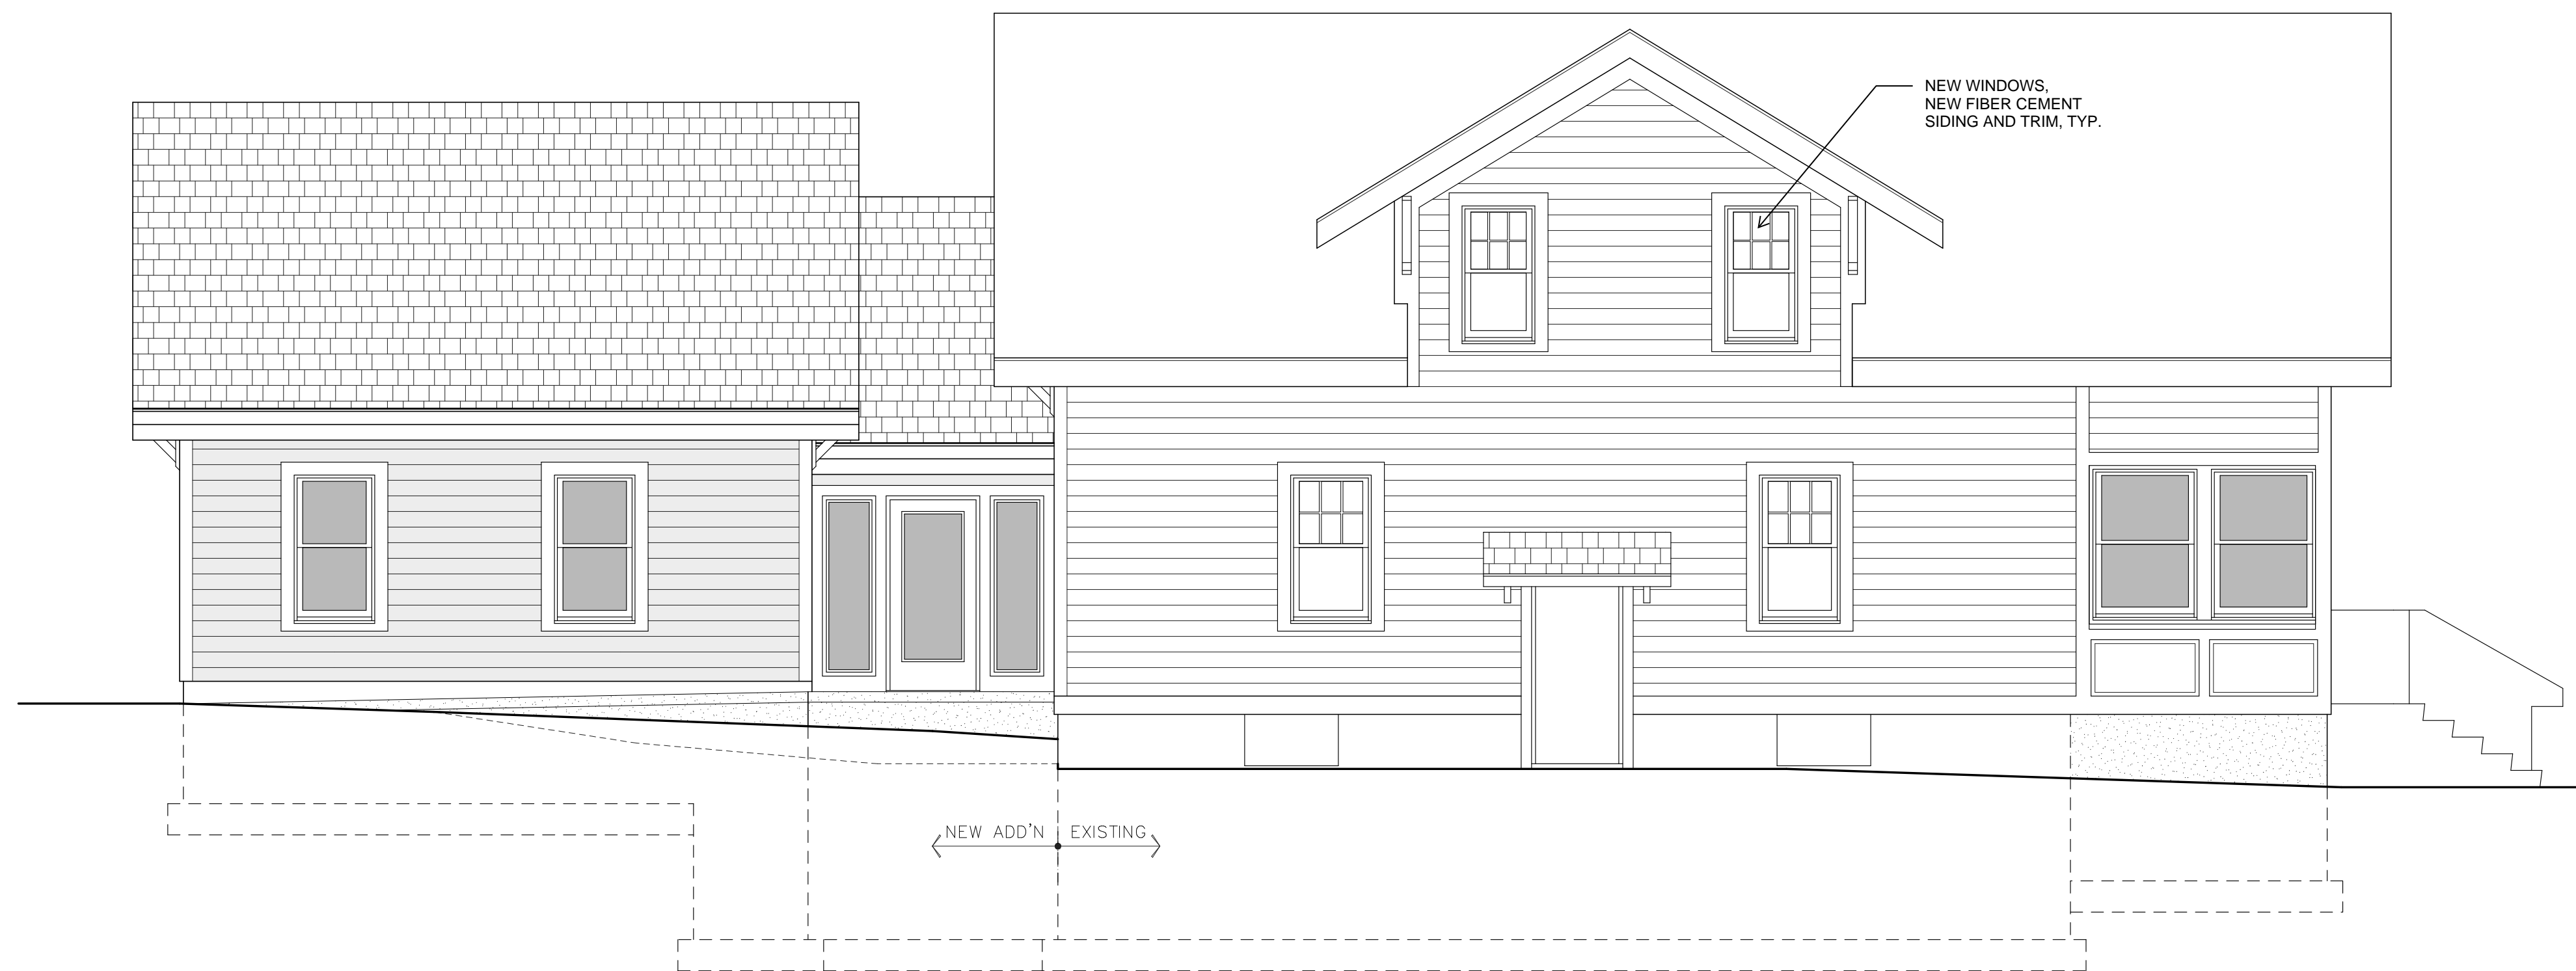 NEW WINDOWS,
NEW FIBER CEMENT
SIDING AND TRIM, TYP.
NEW ADD'N EXISTING